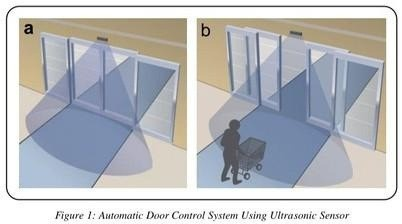 a
b
Figure 1: Automatic Door Control System Using Ultrasonic Sensor